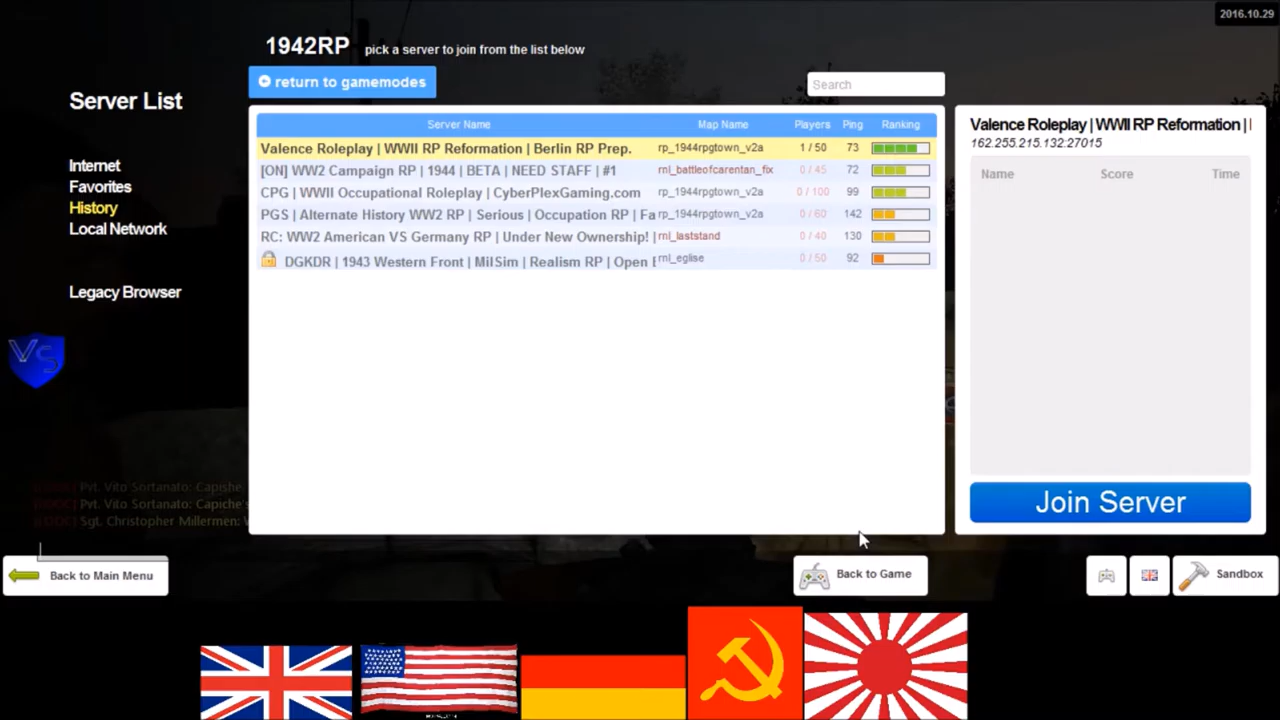 2016.10.29
1942RP pick a server to join from the list below
return to gamemodes
Search
Server List
Internet
Favorites
History
Local Network
Legacy Browser
VS
Server Name Map Name Players Ping Ranking
Valence Roleplay | WWII RP Reformation | Berlin RP Prep. rp_1944rpgtown_v2a 1 / 50 73
[ON] WW2 Campaign RP | 1944 | BETA | NEED STAFF | #1 rnl_battleofcarentan_fix 0 / 45 72
CPG | WWII Occupational Roleplay | CyberPlexGaming.com rp_1944rpgtown_v2a 0 / 100 99
PGS | Alternate History WW2 RP | Serious | Occupation RP | Fa rp_1944rpgtown_v2a 0 / 60 142
RC: WW2 American VS Germany RP | Under New Ownership! | rnl_laststand 0 / 40 130
DGKDR | 1943 Western Front | MilSim | Realism RP | Open rnl_eglise 0 / 50 92
Valence Roleplay | WWII RP Reformation |
162.255.215.132:27015
Name Score Time
Join Server
Pvt. Vito Sortanato: Capishe
Pvt. Vito Sortanato: Capiche's
Sgt. Christopher Millermen:
Back to Main Menu
Back to Game
Sandbox